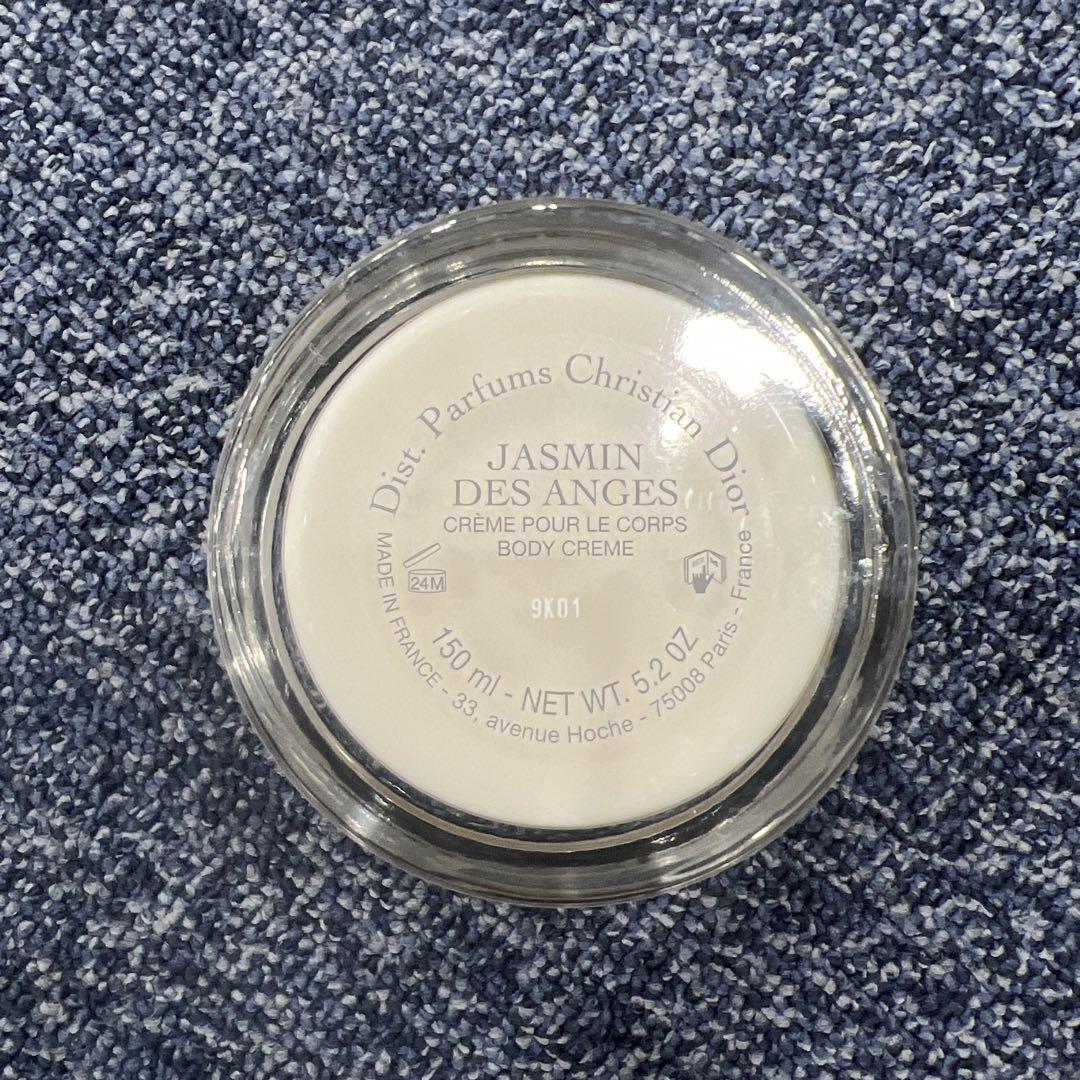 Dist. Parfums Christian Dior
JASMIN
DES ANGES
CRÈME POUR LE CORPS
BODY CREME
24M
9K01
150 ml - NET WT. 5.2 OZ
MADE IN FRANCE - 33, avenue Hoche - 75008 Paris - France -